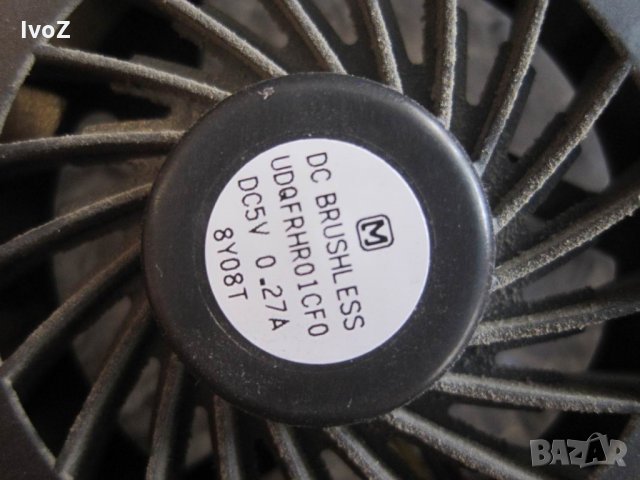 IvoZ
M
DC BRUSHLESS
UDQFRHR01CF0
DC5V 0.27A
8Y08T
BAZAR